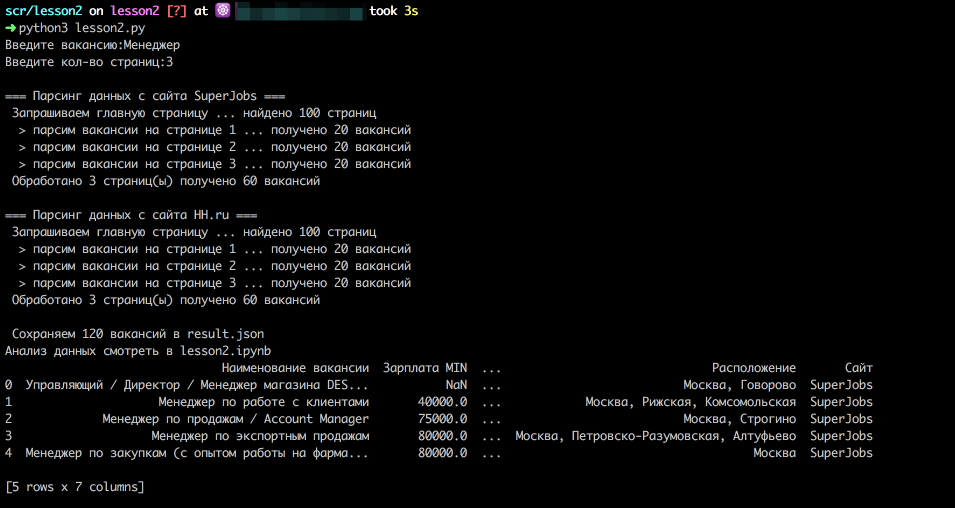 scr/lesson2 on lesson2 [?] at took 3s
➜ python3 lesson2.py
Введите вакансию:Менеджер
Введите кол-во страниц:3
=== Парсинг данных с сайта SuperJobs ===
Запрашиваем главную страницу ... найдено 100 страниц
> парсим вакансии на странице 1 ... получено 20 вакансий
> парсим вакансии на странице 2 ... получено 20 вакансий
> парсим вакансии на странице 3 ... получено 20 вакансий
Обработано 3 страниц(ы) получено 60 вакансий
=== Парсинг данных с сайта HH.ru ===
Запрашиваем главную страницу ... найдено 100 страниц
> парсим вакансии на странице 1 ... получено 20 вакансий
> парсим вакансии на странице 2 ... получено 20 вакансий
> парсим вакансии на странице 3 ... получено 20 вакансий
Обработано 3 страниц(ы) получено 60 вакансий
Сохраняем 120 вакансий в result.json
Анализ данных смотреть в lesson2.ipynb
Наименование вакансии Зарплата MIN ... Расположение Сайт
0 Управляющий / Директор / Менеджер магазина DES... NaN ... Москва, Говорово SuperJobs
1 Менеджер по работе с клиентами 40000.0 ... Москва, Рижская, Комсомольская SuperJobs
2 Менеджер по продажам / Account Manager 75000.0 ... Москва, Строгино SuperJobs
3 Менеджер по экспортным продажам 80000.0 ... Москва, Петровско-Разумовская, Алтуфьево SuperJobs
4 Менеджер по закупкам (с опытом работы на фарма... 80000.0 ... Москва SuperJobs
[5 rows x 7 columns]